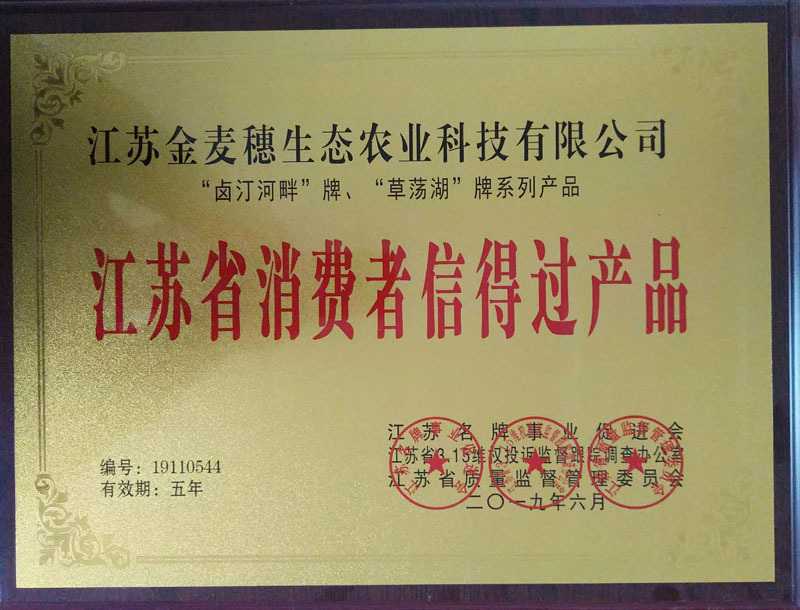 江苏金麦穗生态农业科技有限公司
“卤汀河畔”牌、“草荡湖”牌系列产品
江苏省消费者信得过产品
江苏名牌事业促进会
江苏省3.15维权投诉监督跟踪调查办公室
江苏省质量监督管理委员会
二〇一九年六月
编号：19110544
有效期：五年